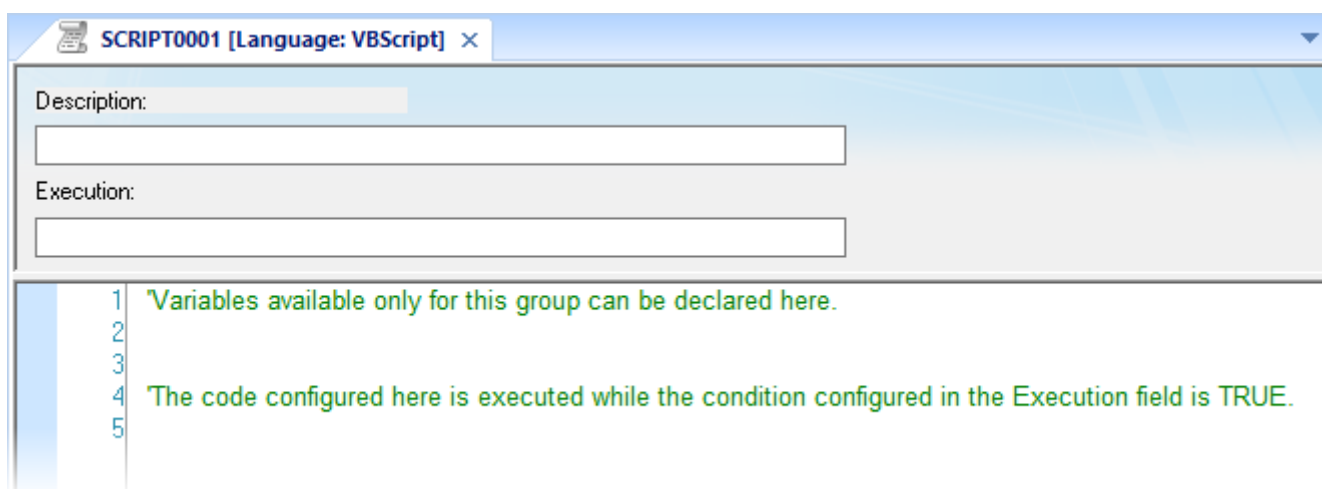 SCRIPT0001 [Language: VBScript] ×
Description:
Execution:
1 'Variables available only for this group can be declared here.
2
3
4 'The code configured here is executed while the condition configured in the Execution field is TRUE.
5